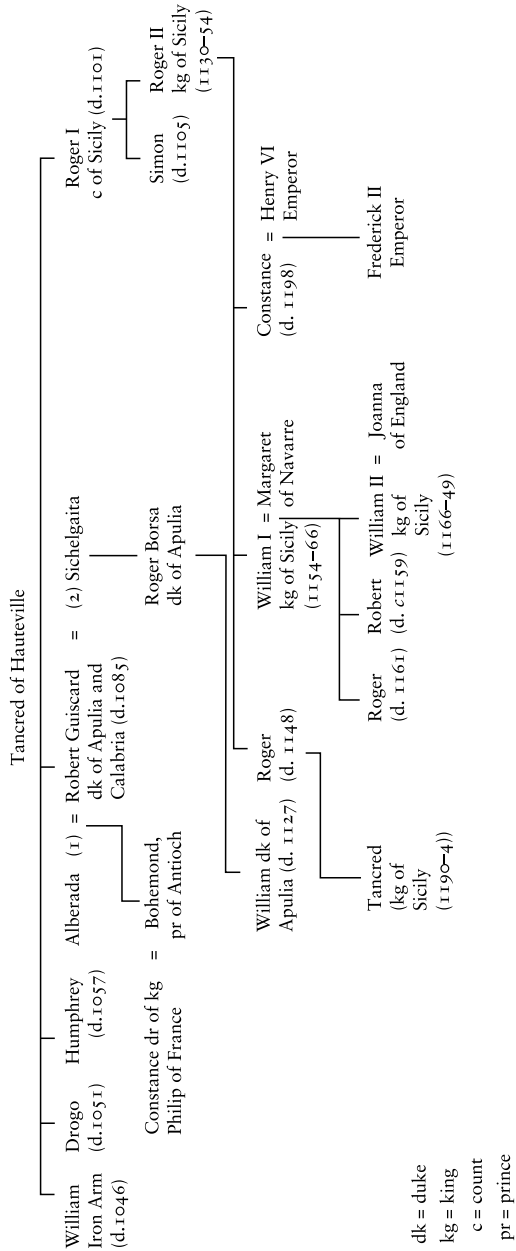 Tancred of Hauteville
William
Iron Arm
(d.1046)
Drogo
(d.1051)
Humphrey
(d.1057)
Alberada (1) = Robert Guiscard
dk of Apulia and
Calabria (d.1085)
= (2) Sichelgaita
Roger I
c of Sicily (d.1101)
Constance dr of kg
Philip of France
= Bohemond,
pr of Antioch
Roger Borsa
dk of Apulia
Simon
(d.1105)
Roger II
kg of Sicily
(1130–54)
William dk of
Apulia (d. 1127)
Roger
(d. 1148)
William I = Margaret
kg of Sicily of Navarre
(1154–66)
Constance = Henry VI
(d. 1198) Emperor
Tancred
(kg of
Sicily
(1190–4))
Roger
(d. 1161)
Robert
(d. c1159)
William II = Joanna
kg of of England
Sicily
(1166–49)
Frederick II
Emperor
dk = duke
kg = king
c = count
pr = prince